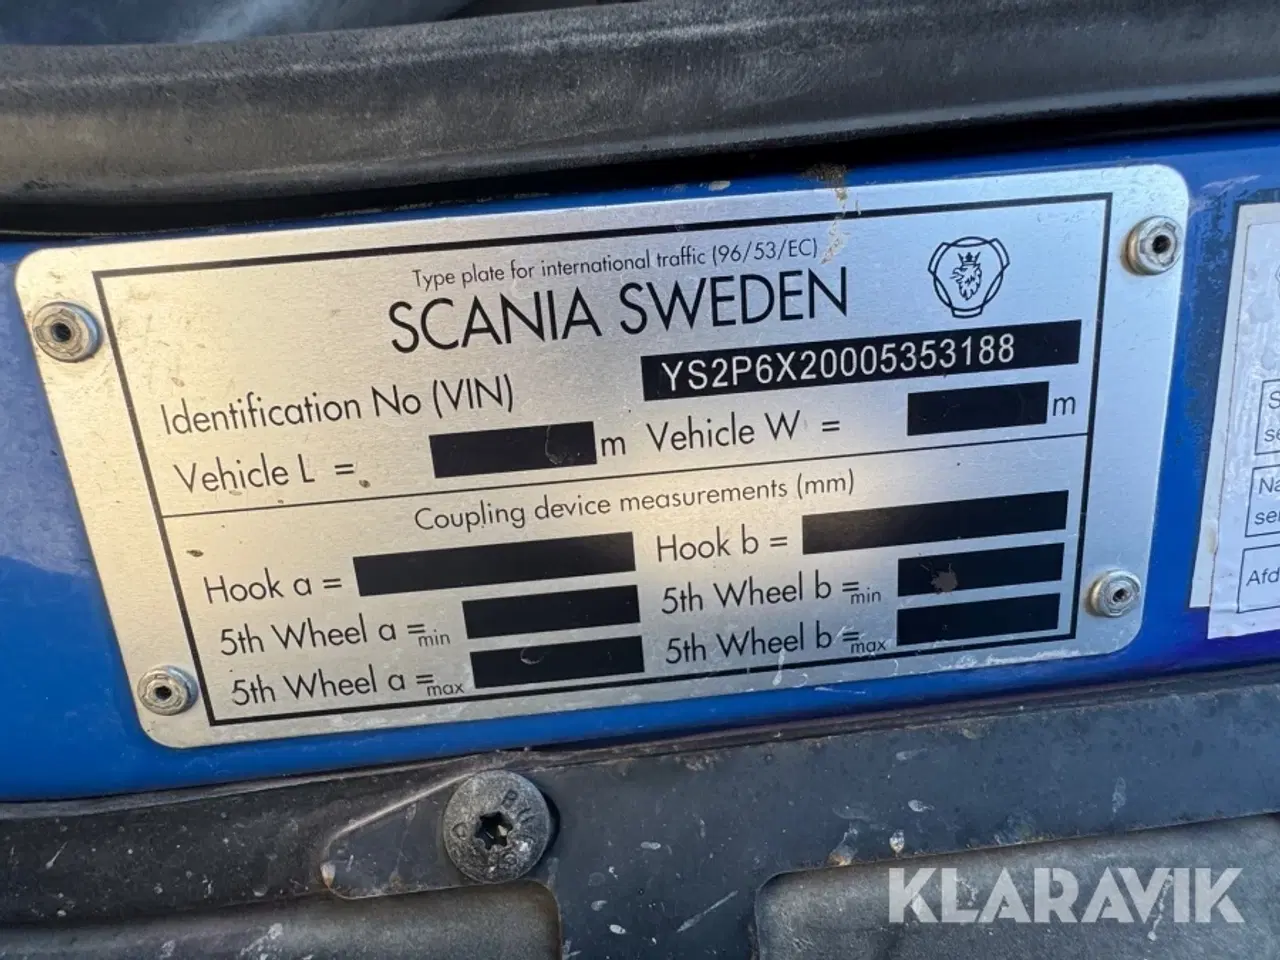 Type plate for international traffic (96/53/EC)
SCANIA SWEDEN
Identification No (VIN) YS2P6X20005353188
Vehicle L = m Vehicle W = m
Coupling device measurements (mm)
Hook a = Hook b =
5th Wheel a =min 5th Wheel b =min
5th Wheel a =max 5th Wheel b =max
KLARAVIK